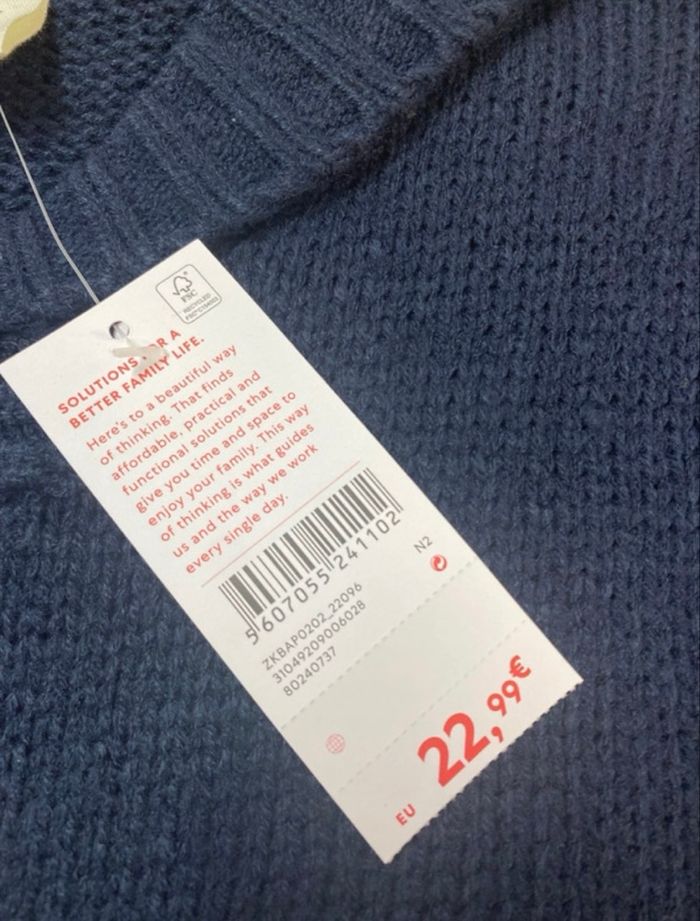 FSC
RECYCLED
SOLUTIONS FOR A
BETTER FAMILY LIFE.
Here's to a beautiful way
of thinking. That finds
affordable, practical and
functional solutions that
give you time and space to
enjoy your family. This way
of thinking is what guides
us and the way we work
every single day.
5 607055 241102
N2
ZKBAP0202_22096
31049209006028
80240737
EU
22,99€